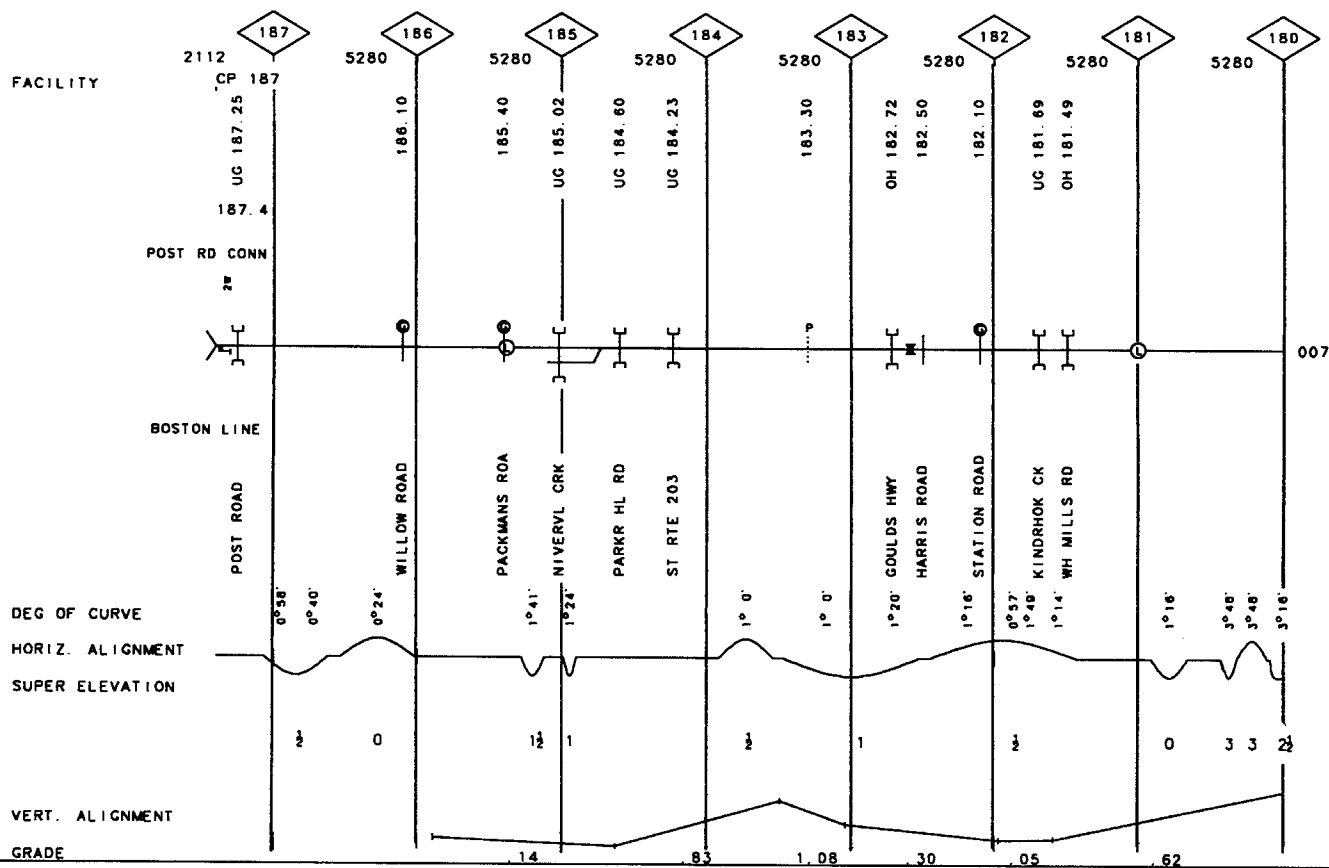 187 186 185 184 183 182 181 180
2112 5280 5280 5280 5280 5280 5280 5280
FACILITY
CP 187
UG 187.25
186.10
185.40
UG 185.02
UG 184.60
UG 184.23
183.30
OH 182.72
182.50
182.10
UG 181.69
OH 181.49
187.4
POST RD CONN
2W
G G L P G L
007
BOSTON LINE
POST ROAD
WILLOW ROAD
PACKMANS ROA
NIVERVL CRK
PARKR HL RD
ST RTE 203
GOULDS HWY
HARRIS ROAD
STATION ROAD
KINDRHOK CK
WH MILLS RD
DEG OF CURVE
0°58' 0°40' 0°24' 1°41' 1°24' 1° 0' 1° 0' 1°20' 1°16' 0°57' 1°49' 1°14' 1°16' 3°48' 3°48' 3°16'
HORIZ. ALIGNMENT
SUPER ELEVATION
½ 0 1½ 1 ½ 1 ½ 0 3 3 2½
VERT. ALIGNMENT
GRADE .14 .83 1.08 .30 .05 .62